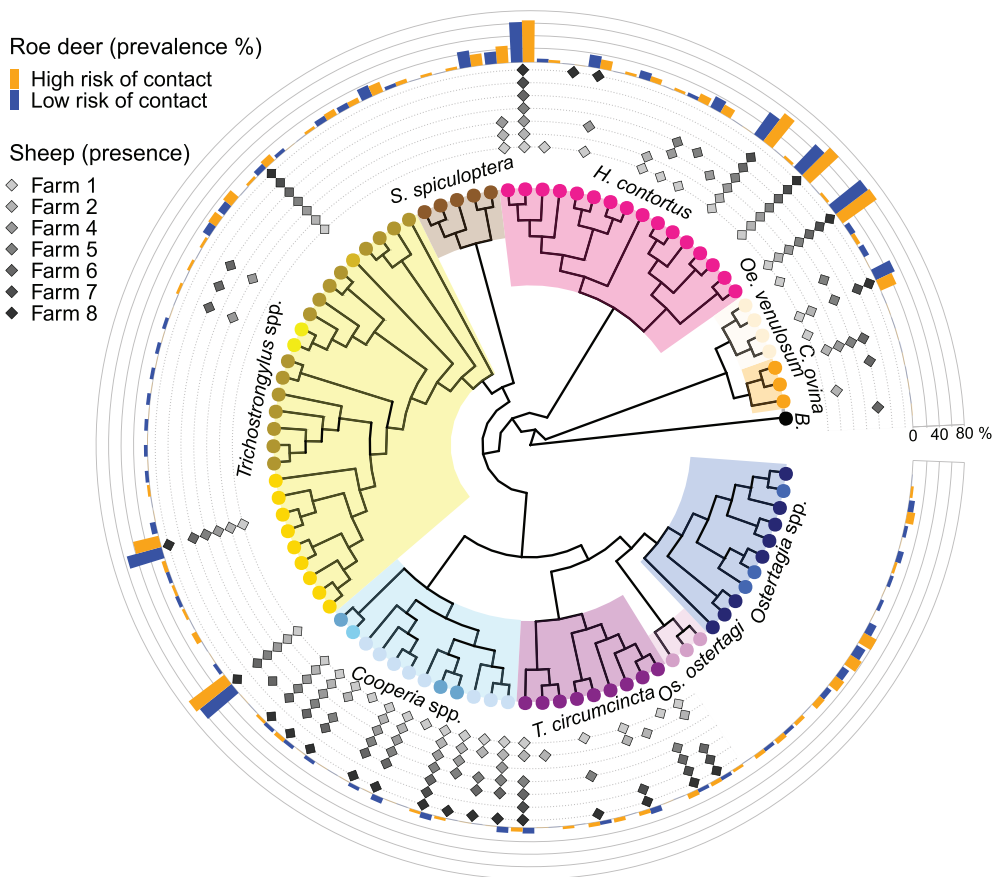 Roe deer (prevalence %)
High risk of contact
Low risk of contact
Sheep (presence)
Farm 1
Farm 2
Farm 4
Farm 5
Farm 6
Farm 7
Farm 8
S. spiculoptera
H. contortus
Oe. venulosum
C. ovina
B.
0 40 80 %
Trichostrongylus spp.
Cooperia spp.
T. circumcincta
Os. ostertagi
Ostertagia spp.